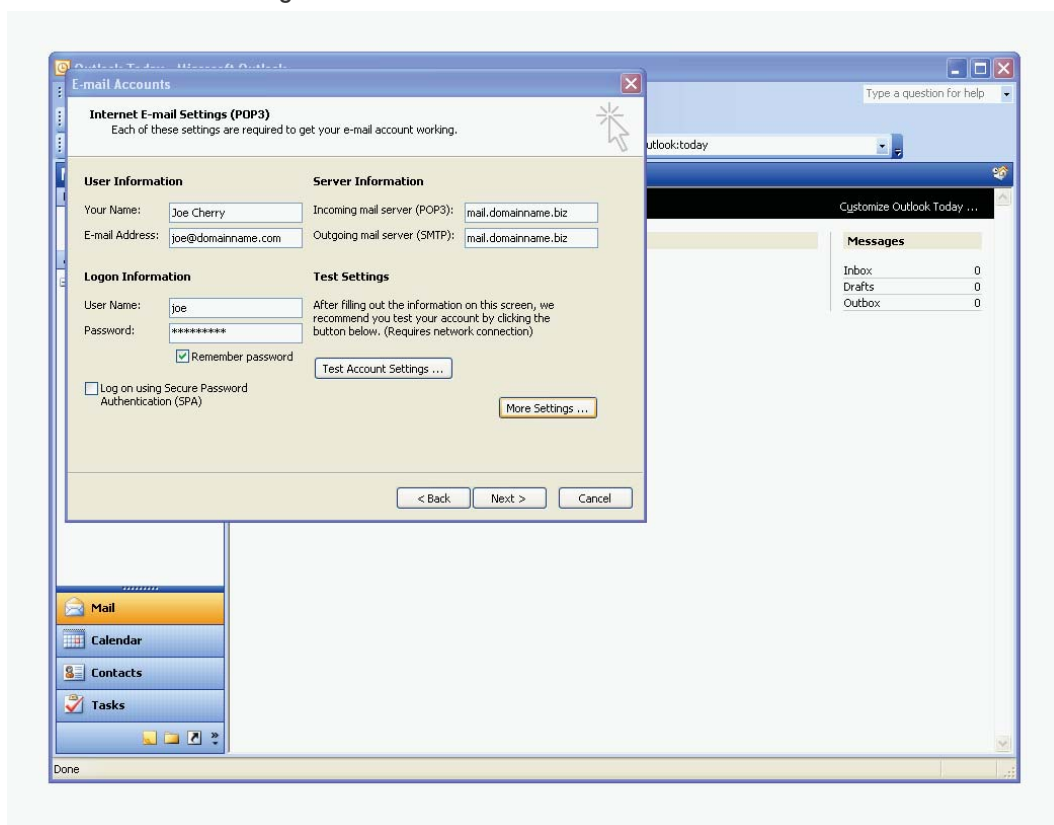 Outlook Today - Microsoft Outlook
E-mail Accounts
Type a question for help
Internet E-mail Settings (POP3)
Each of these settings are required to get your e-mail account working.
utlook:today
User Information
Server Information
Your Name:
Joe Cherry
Incoming mail server (POP3):
mail.domainname.biz
E-mail Address:
joe@domainname.com
Outgoing mail server (SMTP):
mail.domainname.biz
Customize Outlook Today ...
Messages
Inbox 0
Drafts 0
Outbox 0
Logon Information
Test Settings
User Name:
joe
Password:
*********
Remember password
After filling out the information on this screen, we
recommend you test your account by clicking the
button below. (Requires network connection)
Test Account Settings ...
Log on using Secure Password
Authentication (SPA)
More Settings ...
< Back
Next >
Cancel
Mail
Calendar
Contacts
Tasks
Done